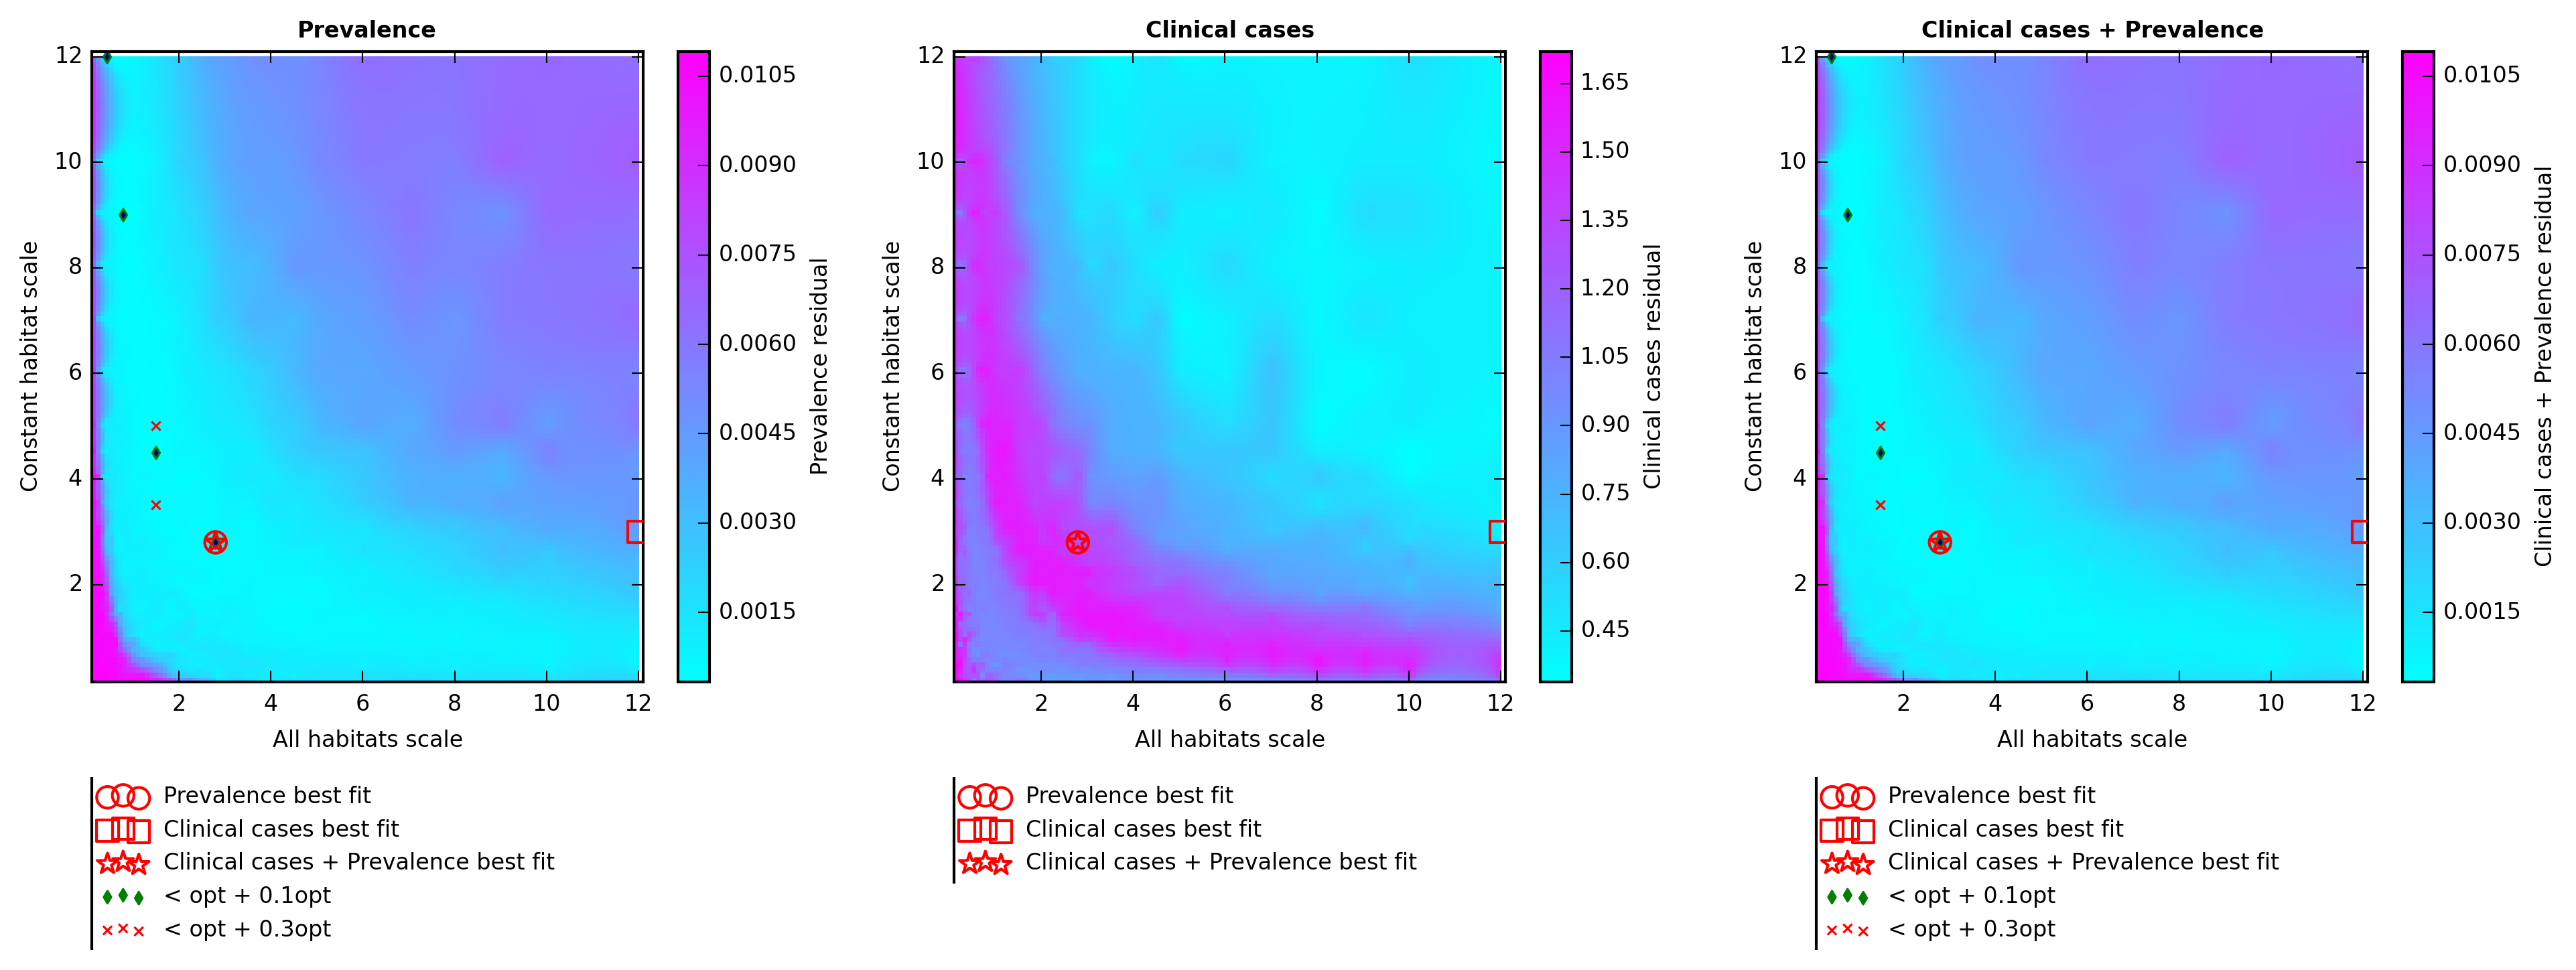 Prevalence
12
10
8
6
4
2
Constant habitat scale
2 4 6 8 10 12
All habitats scale
0.0105
0.0090
0.0075
0.0060
0.0045
0.0030
0.0015
Prevalence residual
Prevalence best fit
Clinical cases best fit
Clinical cases + Prevalence best fit
< opt + 0.1opt
< opt + 0.3opt
Clinical cases
12
10
8
6
4
2
Constant habitat scale
2 4 6 8 10 12
All habitats scale
1.65
1.50
1.35
1.20
1.05
0.90
0.75
0.60
0.45
Clinical cases residual
Prevalence best fit
Clinical cases best fit
Clinical cases + Prevalence best fit
Clinical cases + Prevalence
12
10
8
6
4
2
Constant habitat scale
2 4 6 8 10 12
All habitats scale
0.0105
0.0090
0.0075
0.0060
0.0045
0.0030
0.0015
Clinical cases + Prevalence residual
Prevalence best fit
Clinical cases best fit
Clinical cases + Prevalence best fit
< opt + 0.1opt
< opt + 0.3opt